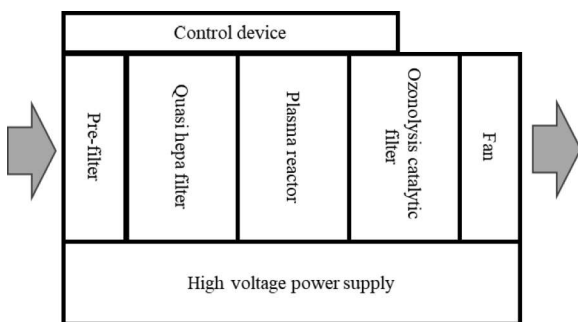 Control device
Pre-filter
Quasi hepa filter
Plasma reactor
Ozonolysis catalytic
filter
Fan
High voltage power supply